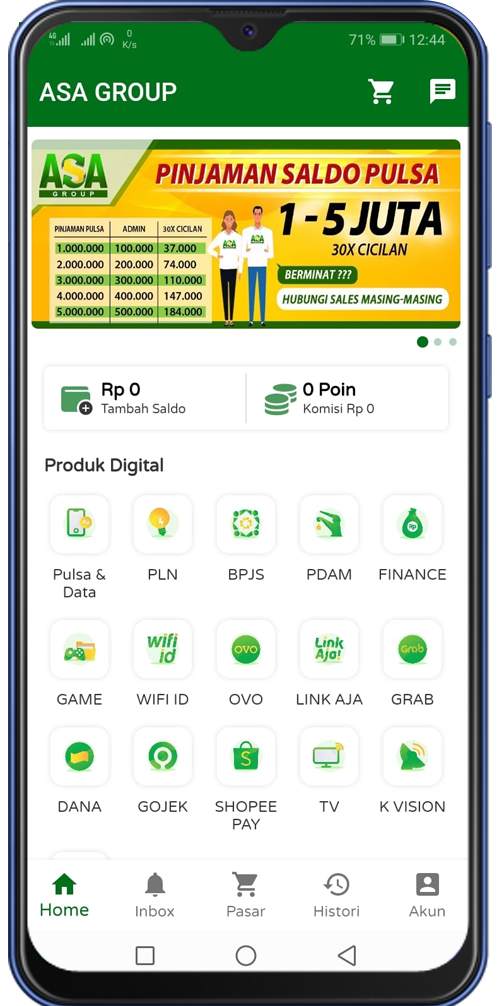 4G
0
K/s
71%
12:44
ASA GROUP
ASA
GROUP
PINJAMAN SALDO PULSA
1 - 5 JUTA
30X CICILAN
PINJAMAN PULSA ADMIN 30X CICILAN
1.000.000 100.000 37.000
2.000.000 200.000 74.000
3.000.000 300.000 110.000
4.000.000 400.000 147.000
5.000.000 500.000 184.000
ASA
ASA
BERMINAT ???
HUBUNGI SALES MASING-MASING
Rp 0
Tambah Saldo
0 Poin
Komisi Rp 0
Produk Digital
Rp
Pulsa &
Data
PLN
BPJS
PDAM
FINANCE
wifi
id
OVO
Link
Aja!
Grab
GAME
WIFI ID
OVO
LINK AJA
GRAB
S
DANA
GOJEK
SHOPEE
PAY
TV
K VISION
Home
Inbox
Pasar
Histori
Akun